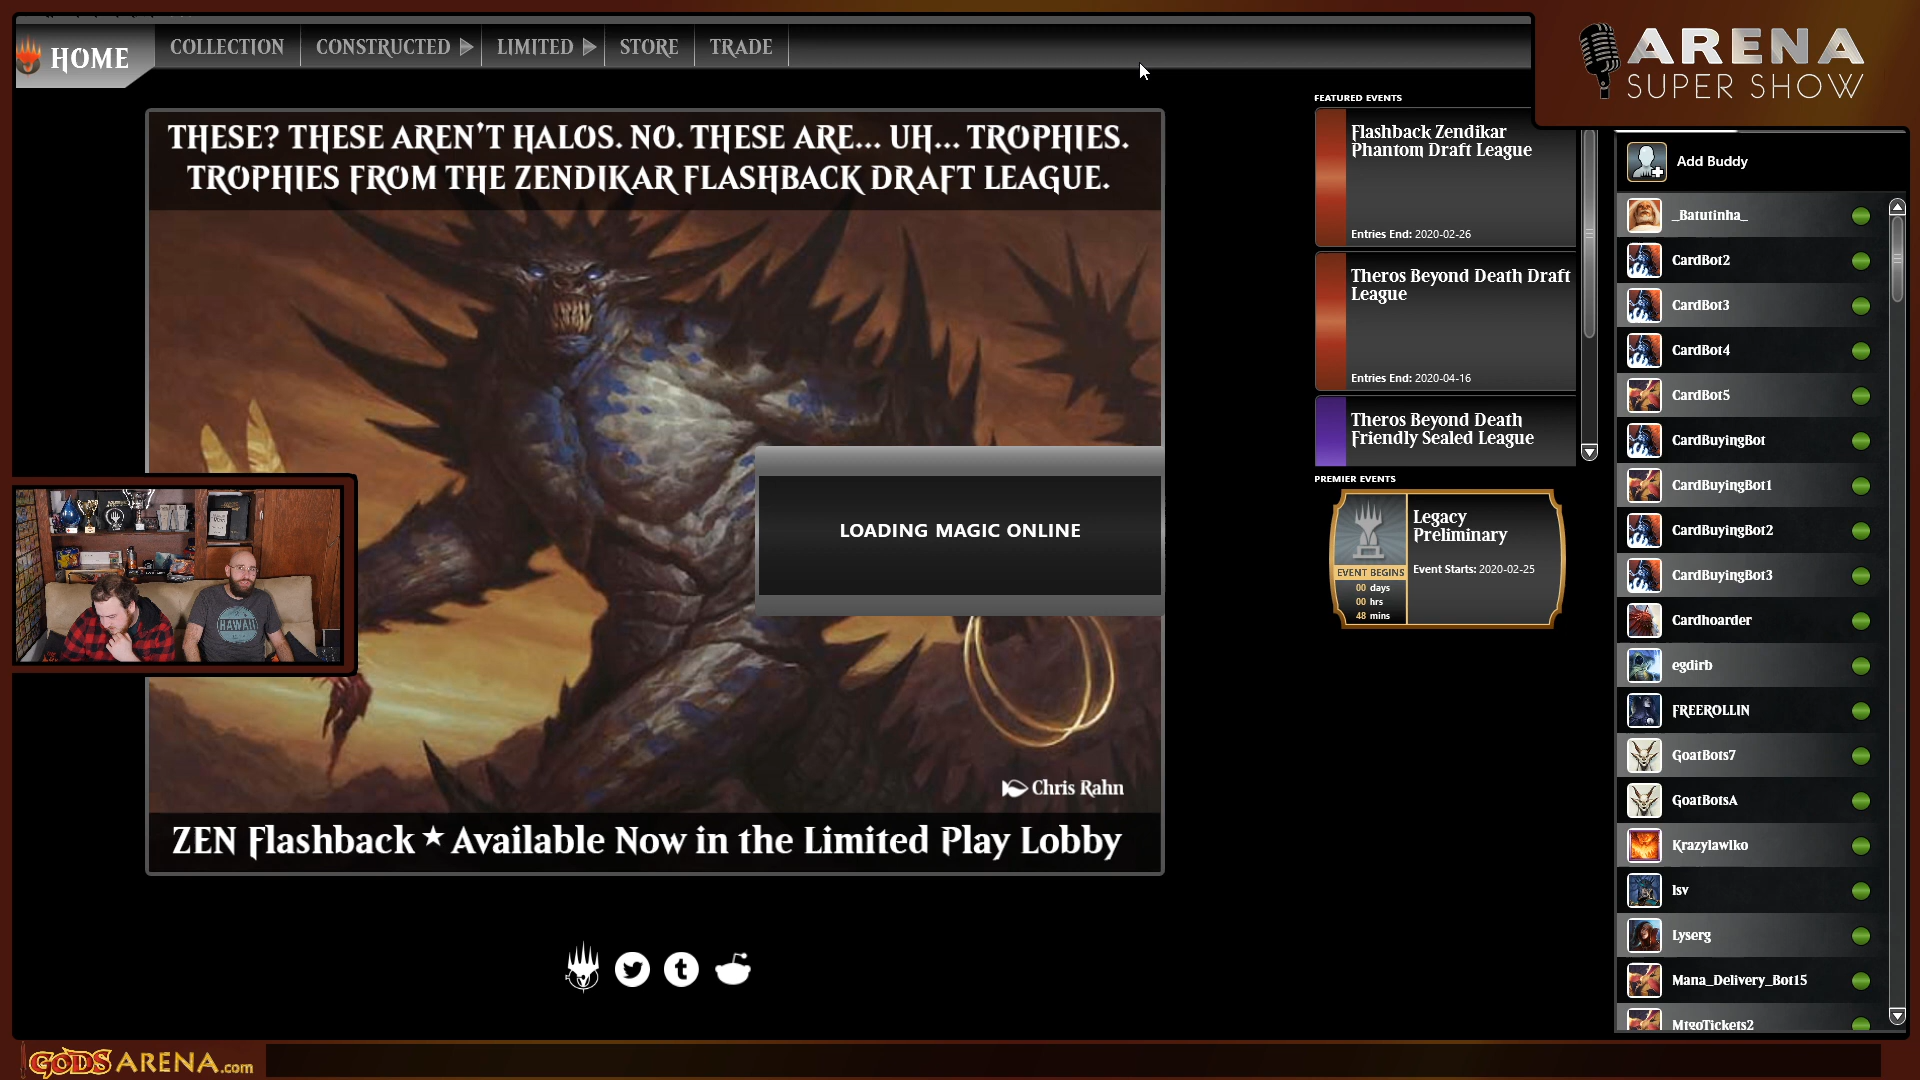 HOME
COLLECTION
CONSTRUCTED
LIMITED
STORE
TRADE
ARENA
SUPER SHOW
THESE? THESE AREN'T HALOS. NO. THESE ARE... UH... TROPHIES.
TROPHIES FROM THE ZENDIKAR FLASHBACK DRAFT LEAGUE.
LOADING MAGIC ONLINE
HAWAII
Chris Rahn
ZEN Flashback ★ Available Now in the Limited Play Lobby
FEATURED EVENTS
Flashback Zendikar
Phantom Draft League
Entries End: 2020-02-26
Theros Beyond Death Draft
League
Entries End: 2020-04-16
Theros Beyond Death
Friendly Sealed League
PREMIER EVENTS
Legacy
Preliminary
Event Starts: 2020-02-25
EVENT BEGINS
00 days
00 hrs
48 mins
Add Buddy
_Batutinha_
CardBot2
CardBot3
CardBot4
CardBot5
CardBuyingBot
CardBuyingBot1
CardBuyingBot2
CardBuyingBot3
Cardhoarder
egdirb
FREEROLLIN
GoatBots7
GoatBotsA
Krazylawlko
lsv
Lyserg
Mana_Delivery_Bot15
MtgoTickets2
GODS ARENA.com